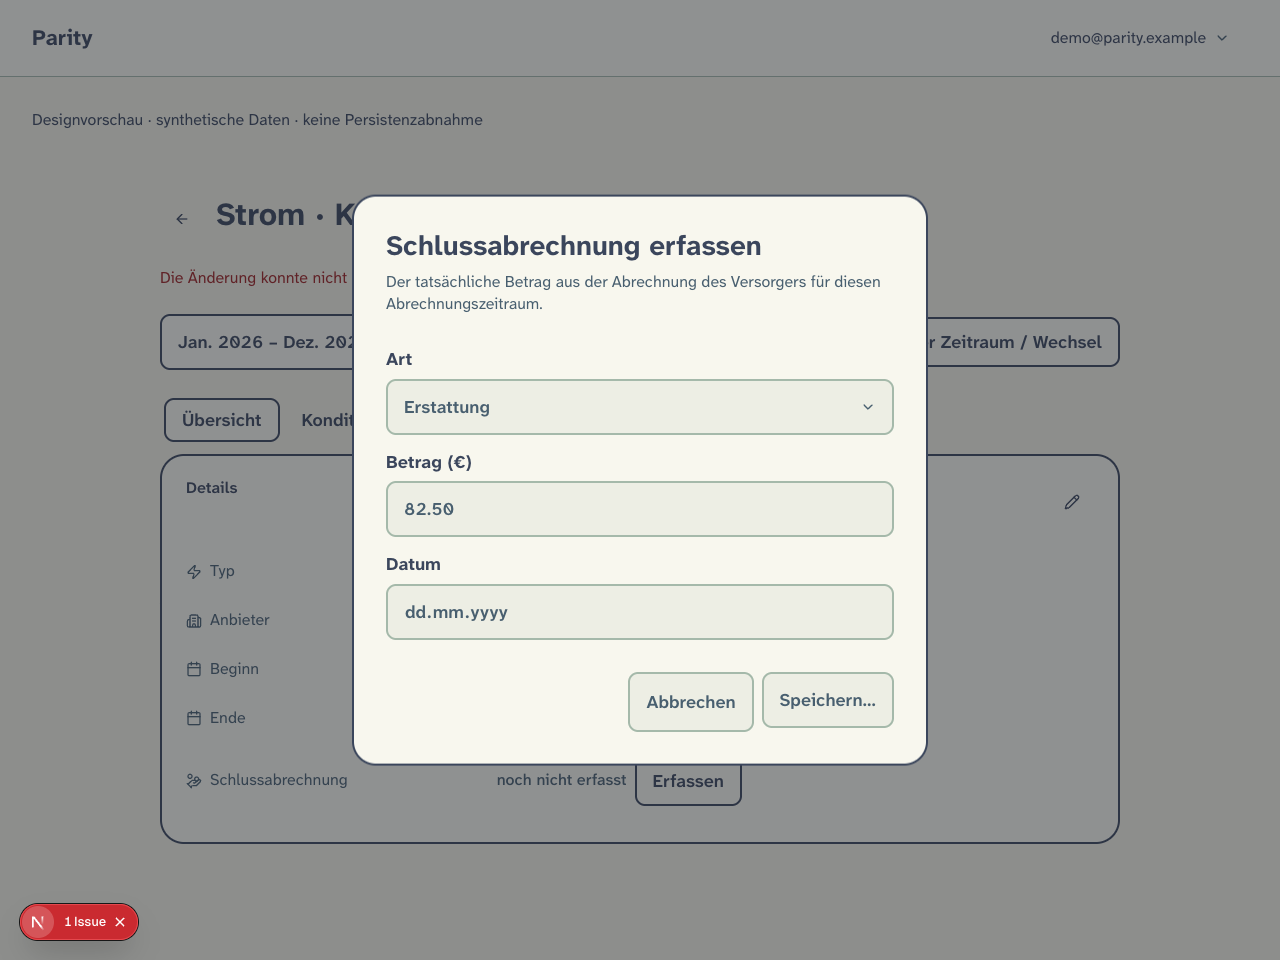 Parity
demo@parity.example
Designvorschau · synthetische Daten · keine Persistenzabnahme
Strom · K
Die Änderung konnte nicht
Jan. 2026 – Dez. 202
r Zeitraum / Wechsel
Übersicht
Kondit
Details
Typ
Anbieter
Beginn
Ende
Schlussabrechnung
noch nicht erfasst
Erfassen
Schlussabrechnung erfassen
Der tatsächliche Betrag aus der Abrechnung des Versorgers für diesen
Abrechnungszeitraum.
Art
Erstattung
Betrag (€)
82.50
Datum
dd.mm.yyyy
Abbrechen
Speichern…
N
1 Issue